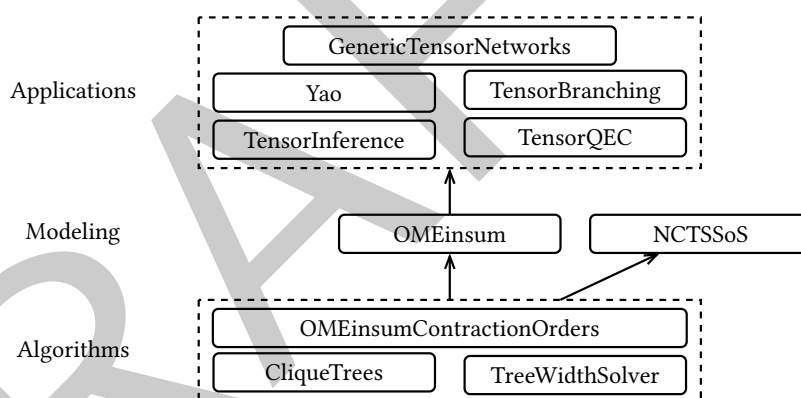 GenericTensorNetworks
Applications
Yao
TensorBranching
TensorInference
TensorQEC
Modeling
OMEinsum
NCTSSoS
OMEinsumContractionOrders
Algorithms
CliqueTrees
TreeWidthSolver